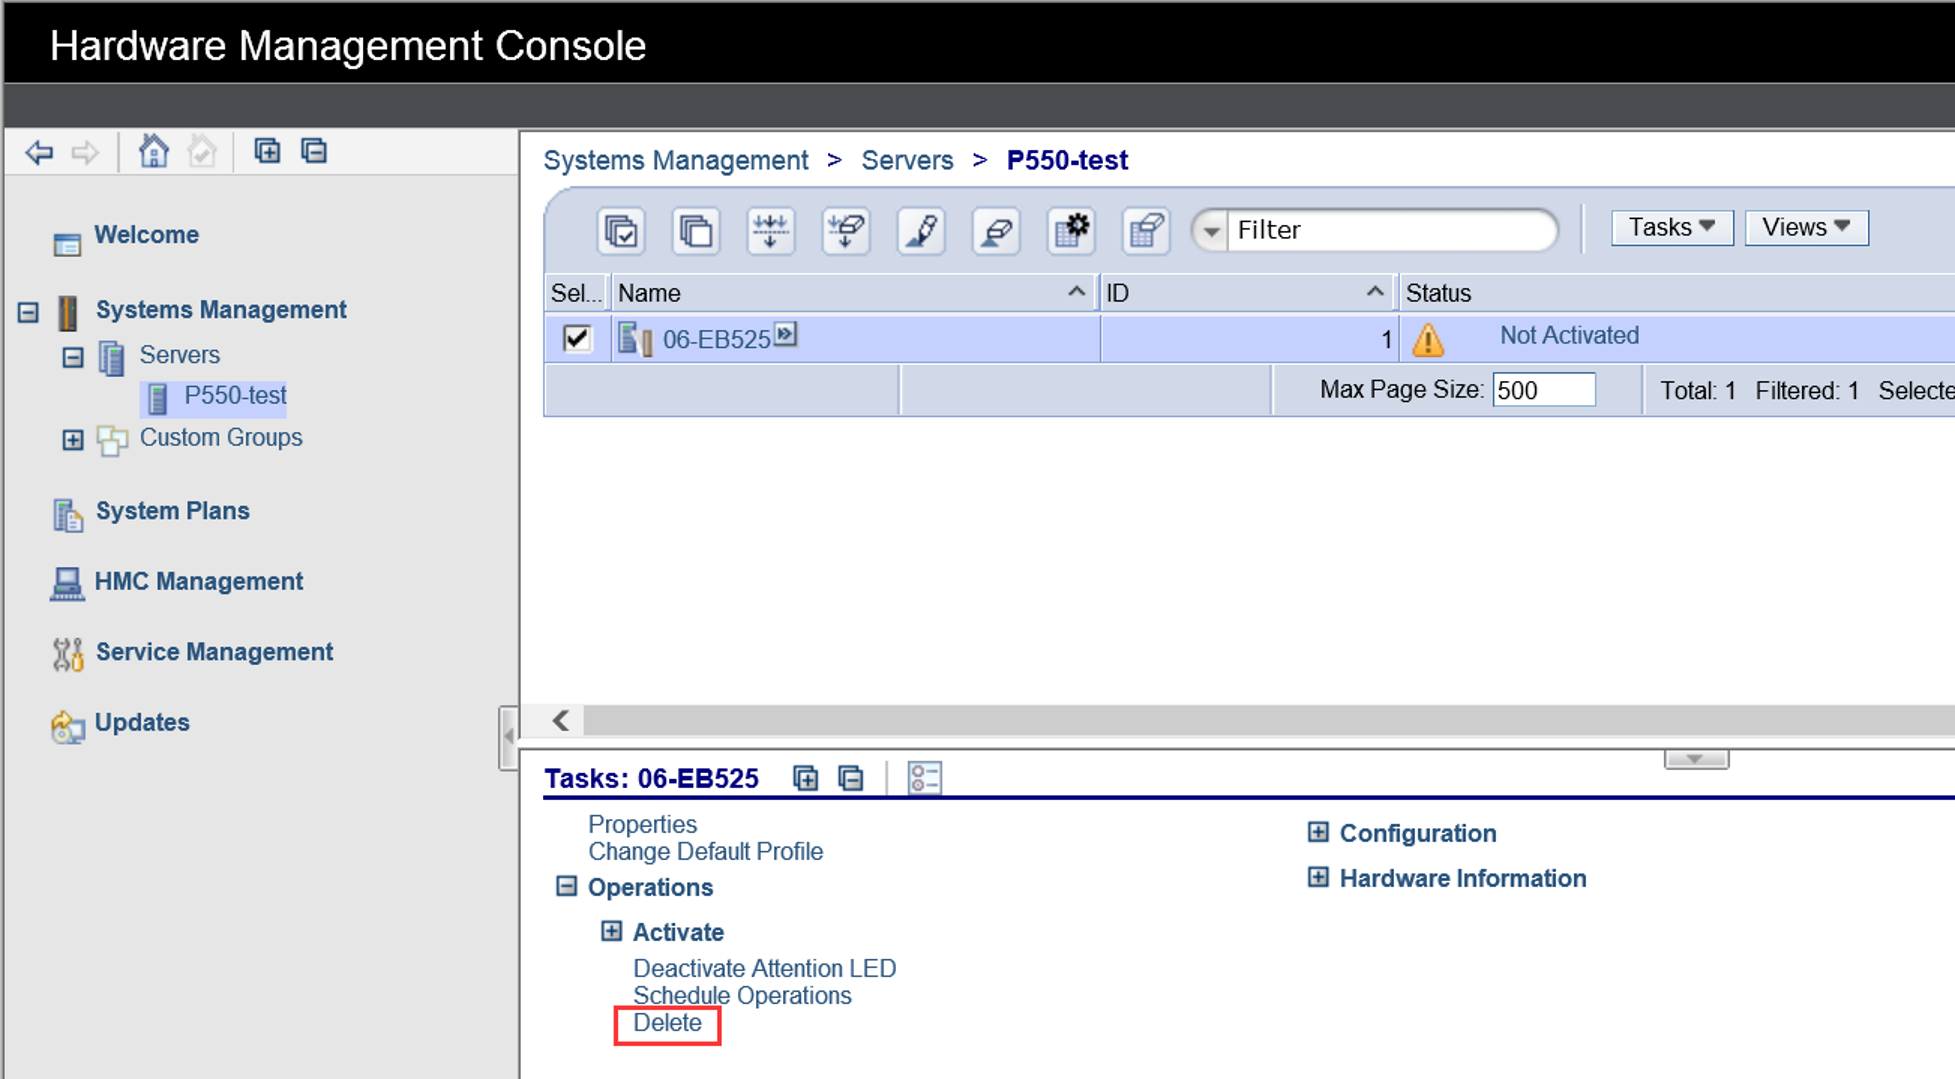 Hardware Management Console
Systems Management > Servers > P550-test
Welcome
Systems Management
Servers
P550-test
Custom Groups
System Plans
HMC Management
Service Management
Updates
Filter
Tasks
Views
Sel... Name ID Status
06-EB525 1 Not Activated
Max Page Size: 500 Total: 1 Filtered: 1 Selecte
Tasks: 06-EB525
Properties
Change Default Profile
Operations
Activate
Deactivate Attention LED
Schedule Operations
Delete
Configuration
Hardware Information